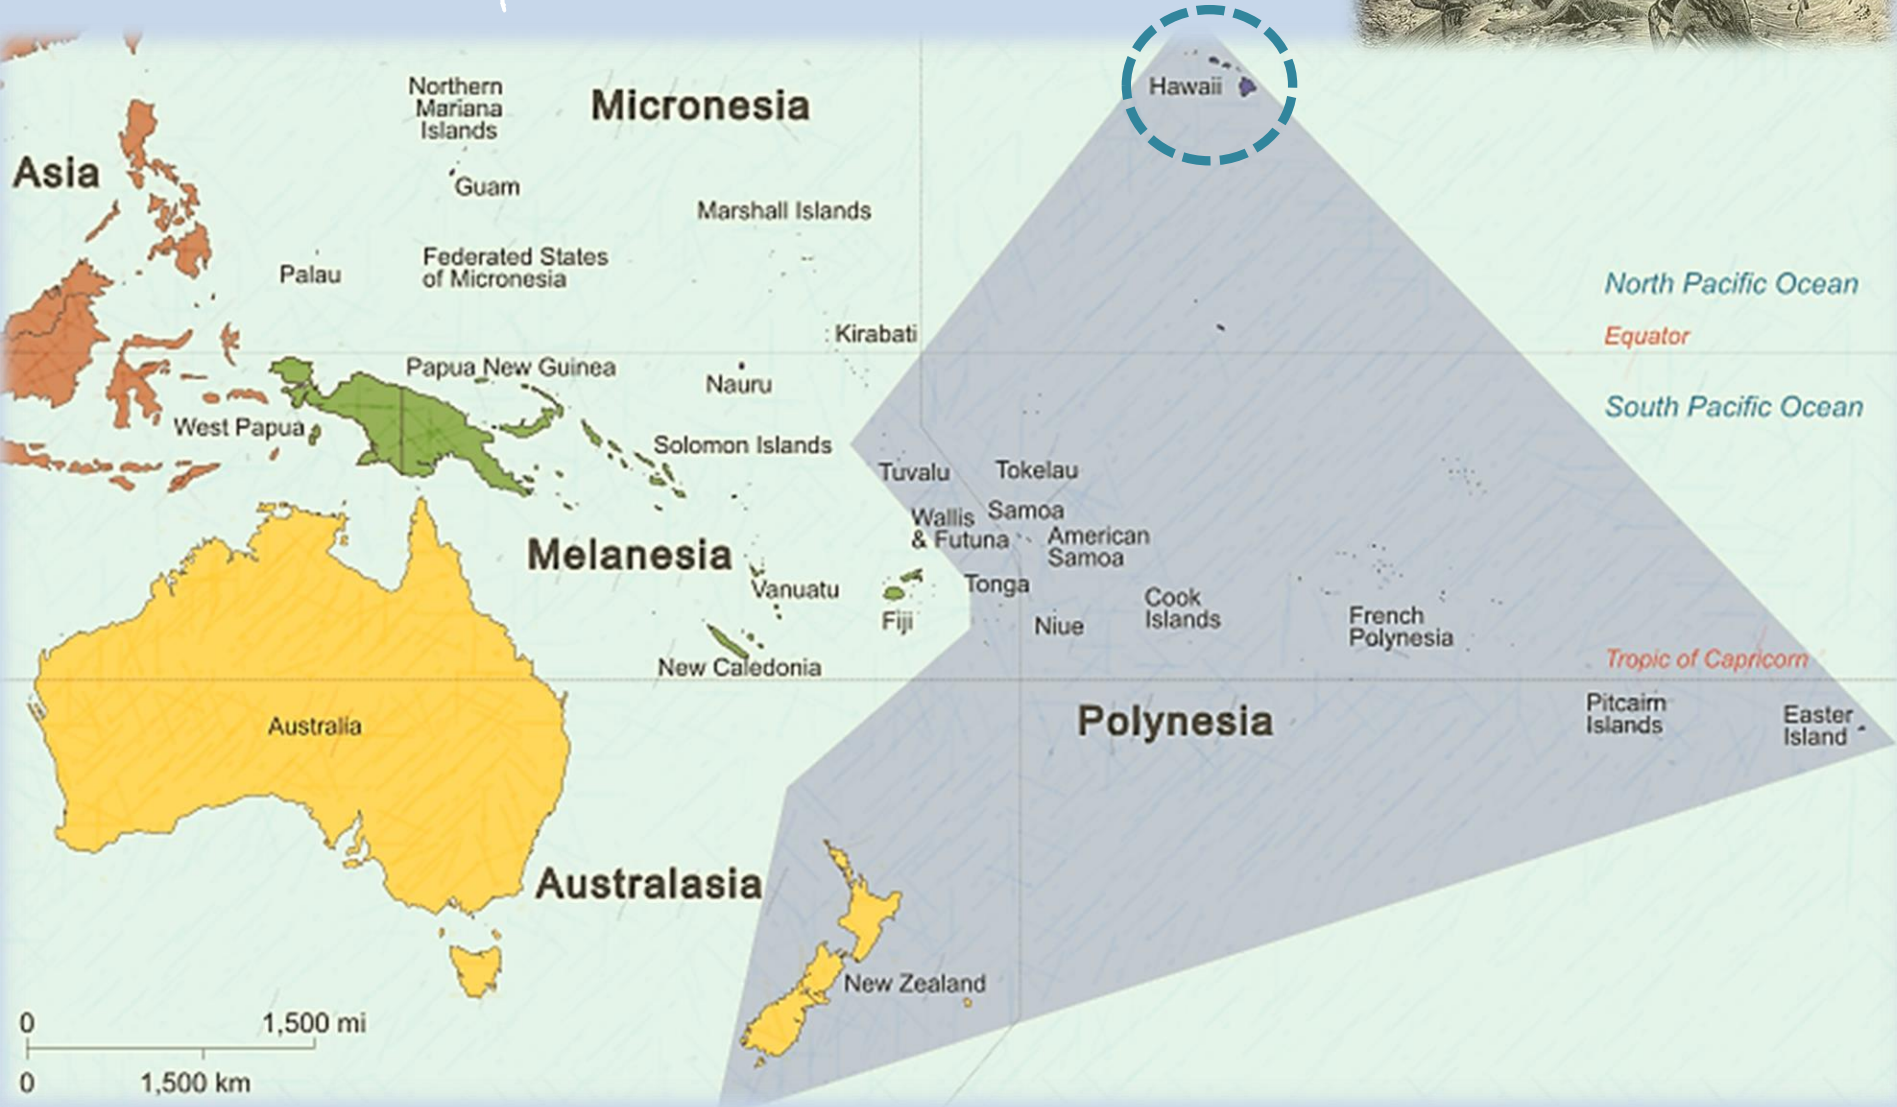 Northern
Mariana
Islands
Micronesia
Hawaii
Asia
Guam
Marshall Islands
Federated States
of Micronesia
Palau
North Pacific Ocean
Kirabati
Equator
Papua New Guinea
Nauru
South Pacific Ocean
West Papua
Solomon Islands
Tuvalu
Tokelau
Wallis
& Futuna
Samoa
American
Samoa
Melanesia
Vanuatu
Tonga
Fiji
Niue
Cook
Islands
French
Polynesia
New Caledonia
Tropic of Capricorn
Australia
Polynesia
Pitcairn
Islands
Easter
Island
Australasia
New Zealand
0
1,500 mi
0
1,500 km